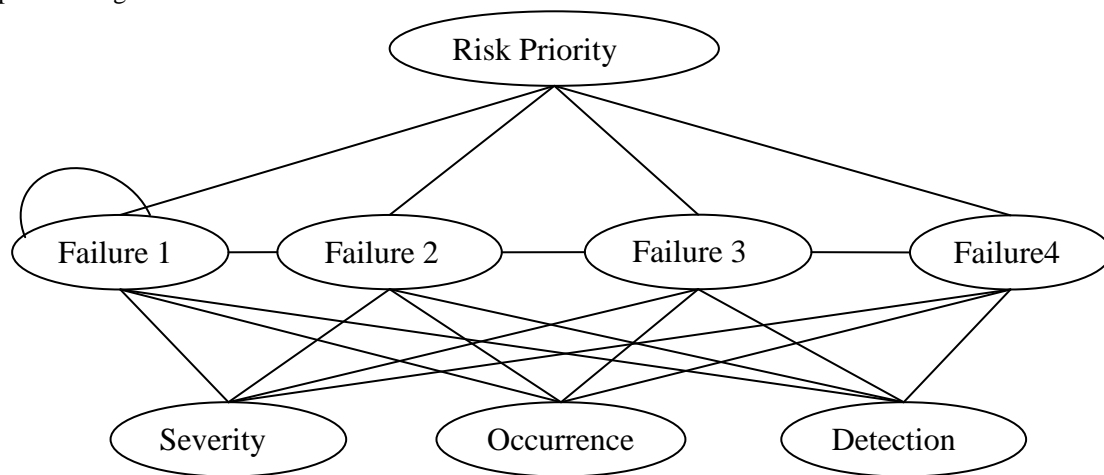 Risk Priority
Failure 1
Failure 2
Failure 3
Failure4
Severity
Occurrence
Detection